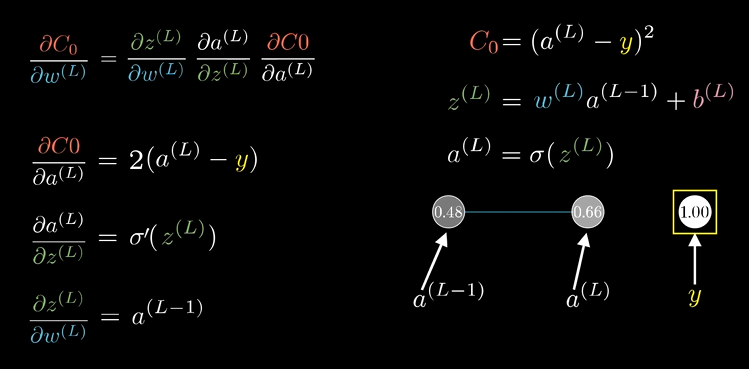 ∂C₀/∂w⁽ᴸ⁾ = ∂z⁽ᴸ⁾/∂w⁽ᴸ⁾ ∂a⁽ᴸ⁾/∂z⁽ᴸ⁾ ∂C0/∂a⁽ᴸ⁾
∂C0/∂a⁽ᴸ⁾ = 2(a⁽ᴸ⁾ − y)
∂a⁽ᴸ⁾/∂z⁽ᴸ⁾ = σ′(z⁽ᴸ⁾)
∂z⁽ᴸ⁾/∂w⁽ᴸ⁾ = a⁽ᴸ⁻¹⁾
C₀= (a⁽ᴸ⁾ − y)²
z⁽ᴸ⁾ = w⁽ᴸ⁾a⁽ᴸ⁻¹⁾ + b⁽ᴸ⁾
a⁽ᴸ⁾ = σ(z⁽ᴸ⁾)
0.48 0.66 1.00
a⁽ᴸ⁻¹⁾ a⁽ᴸ⁾ y